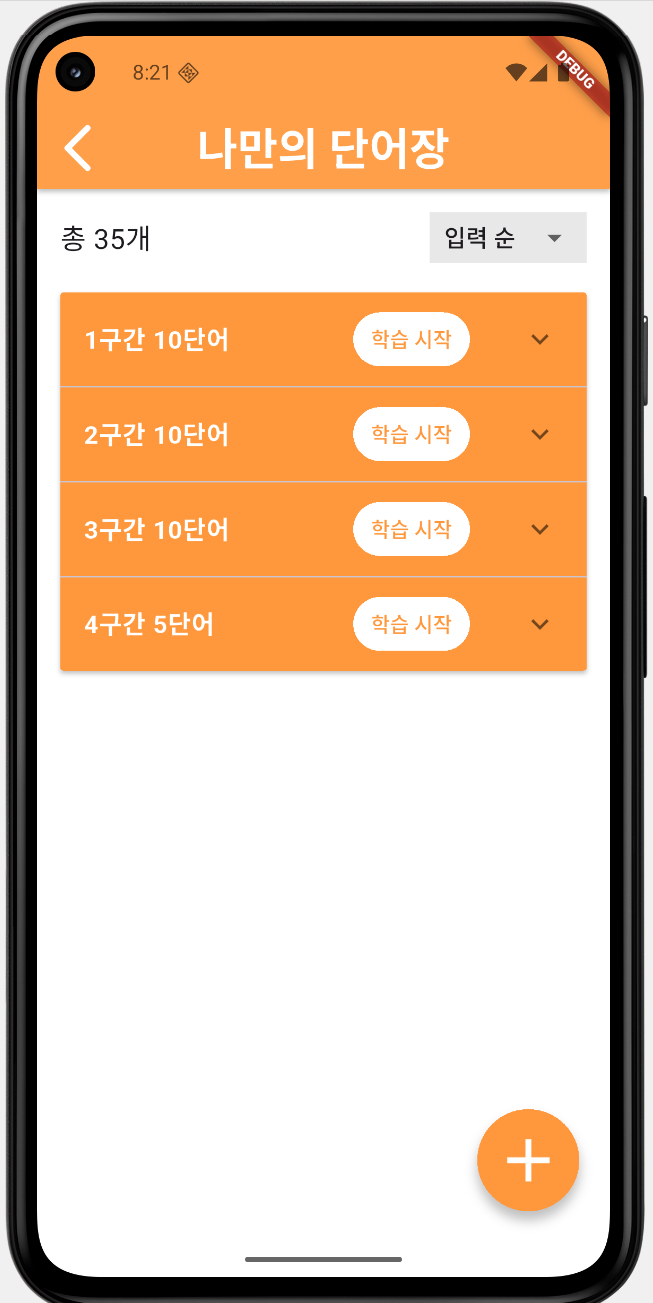 8:21
DEBUG
나만의 단어장
총 35개
입력 순
1구간 10단어
학습 시작
2구간 10단어
학습 시작
3구간 10단어
학습 시작
4구간 5단어
학습 시작